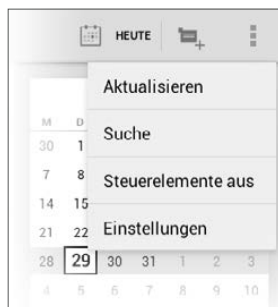 HEUTE
Aktualisieren
M D
30 1
Suche
7 8
Steuerelemente aus
14 15
21 22
Einstellungen
28 29 30 31 1 2 3
4 5 6 7 8 9 10